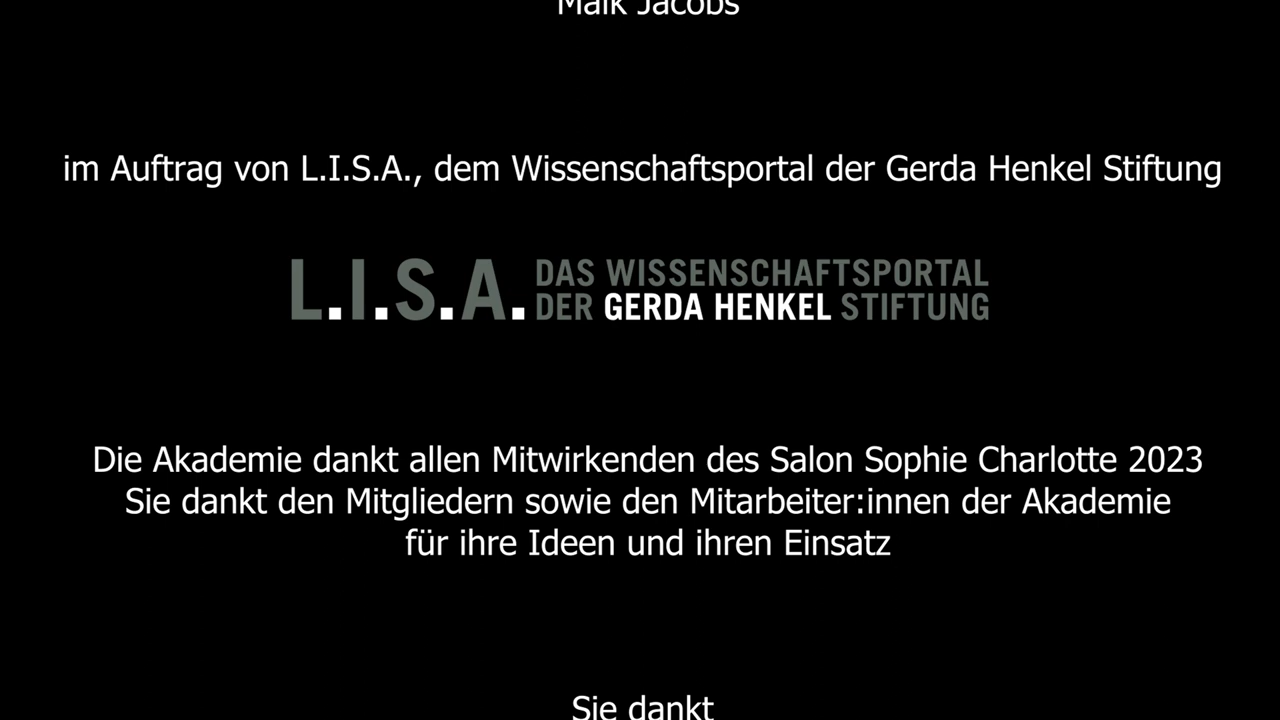 Maik Jacobs
im Auftrag von L.I.S.A., dem Wissenschaftsportal der Gerda Henkel Stiftung
L.I.S.A. DAS WISSENSCHAFTSPORTAL
DER GERDA HENKEL STIFTUNG
Die Akademie dankt allen Mitwirkenden des Salon Sophie Charlotte 2023
Sie dankt den Mitgliedern sowie den Mitarbeiter:innen der Akademie
für ihre Ideen und ihren Einsatz
Sie dankt